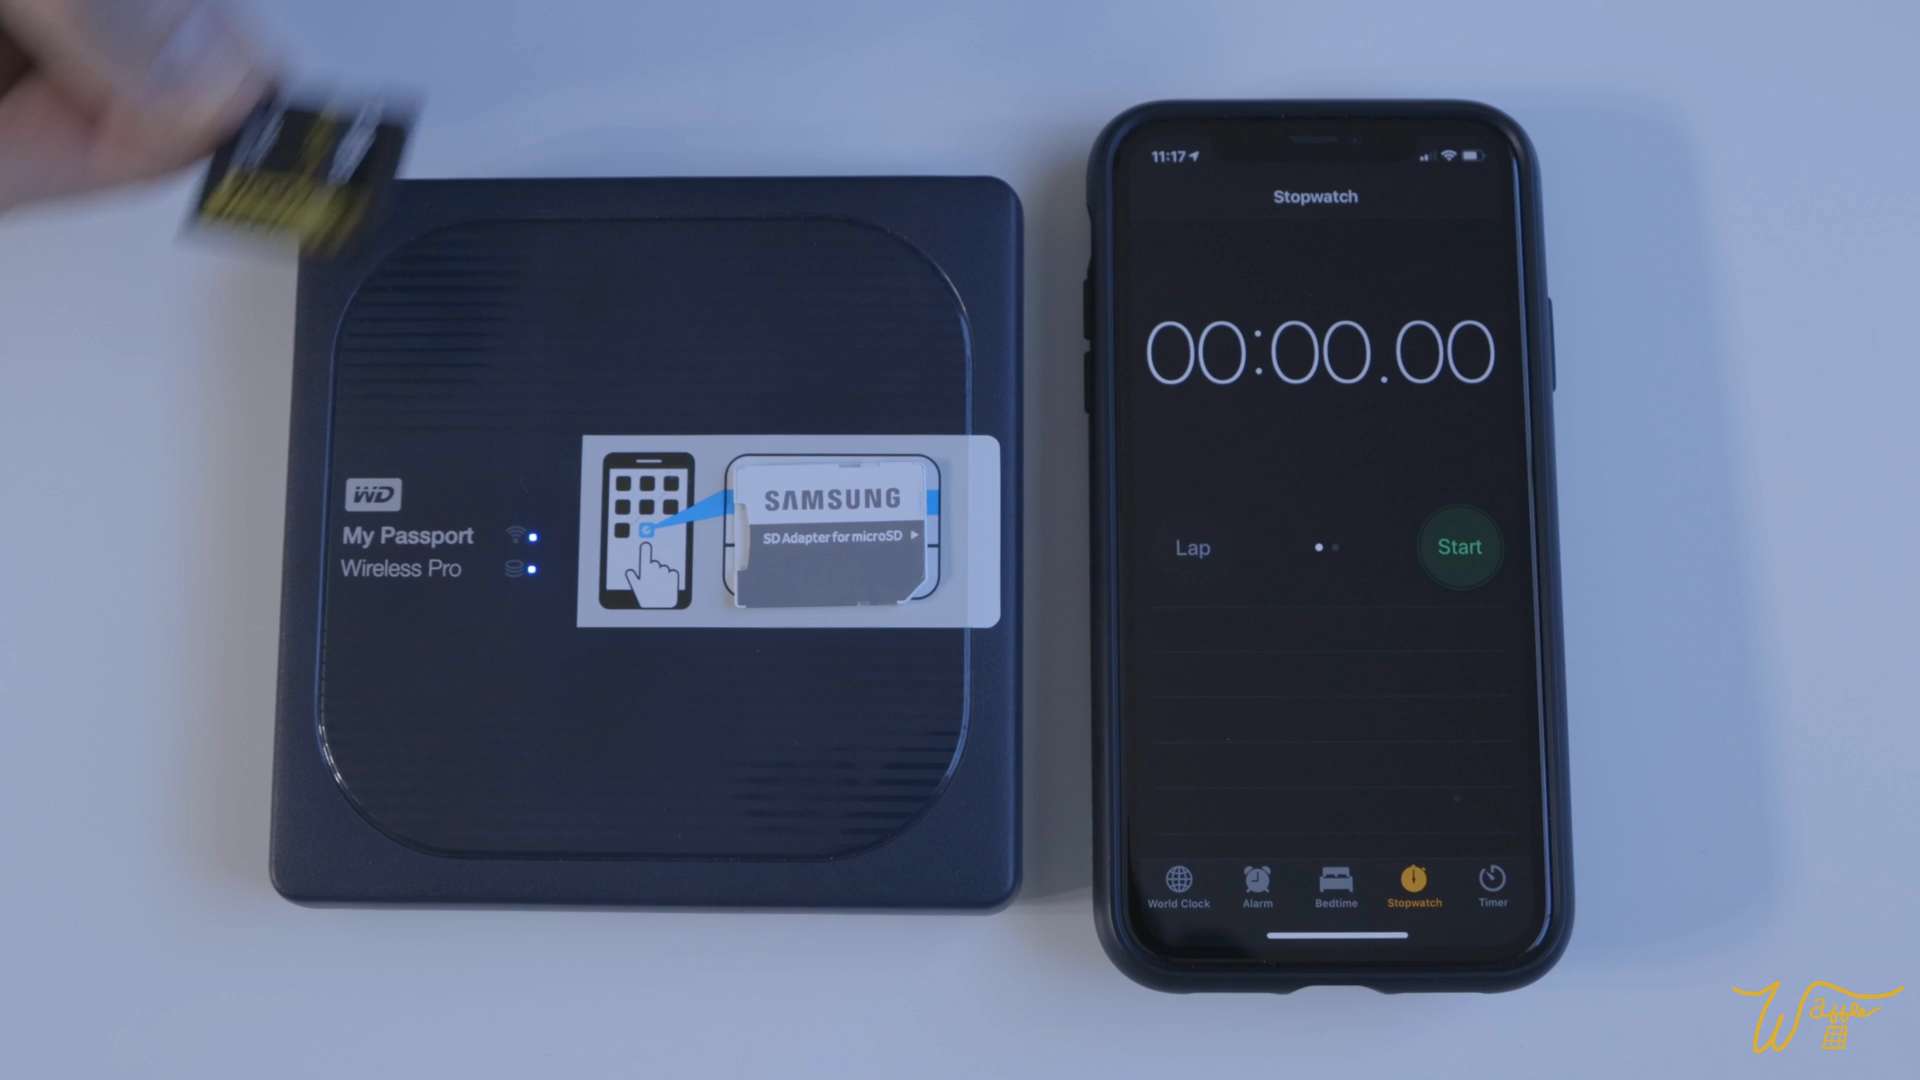 WD
My Passport
Wireless Pro
SAMSUNG
SD Adapter for microSD
11:17
Stopwatch
00:00.00
Lap
Start
World Clock
Alarm
Bedtime
Stopwatch
Timer
Waffle